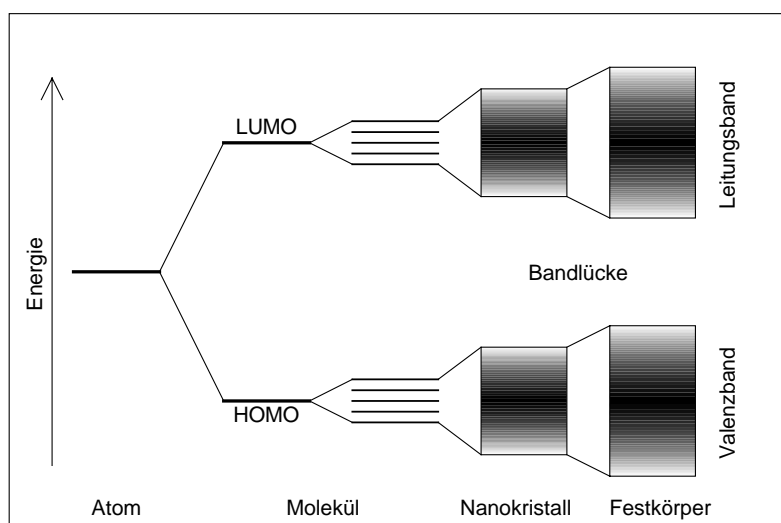 LUMO
Leitungsband
Energie
Bandlücke
HOMO
Valenzband
Atom
Molekül
Nanokristall
Festkörper